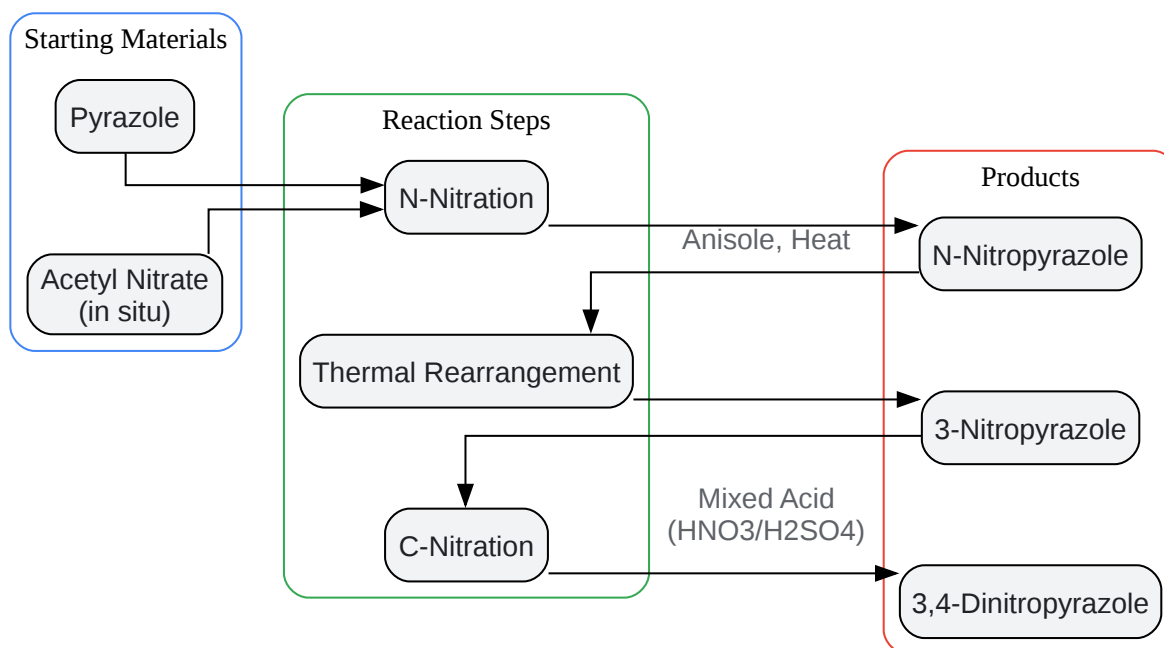 Starting Materials
Pyrazole
Acetyl Nitrate
(in situ)
Reaction Steps
N-Nitration
Thermal Rearrangement
C-Nitration
Anisole, Heat
Mixed Acid
(HNO3/H2SO4)
Products
N-Nitropyrazole
3-Nitropyrazole
3,4-Dinitropyrazole